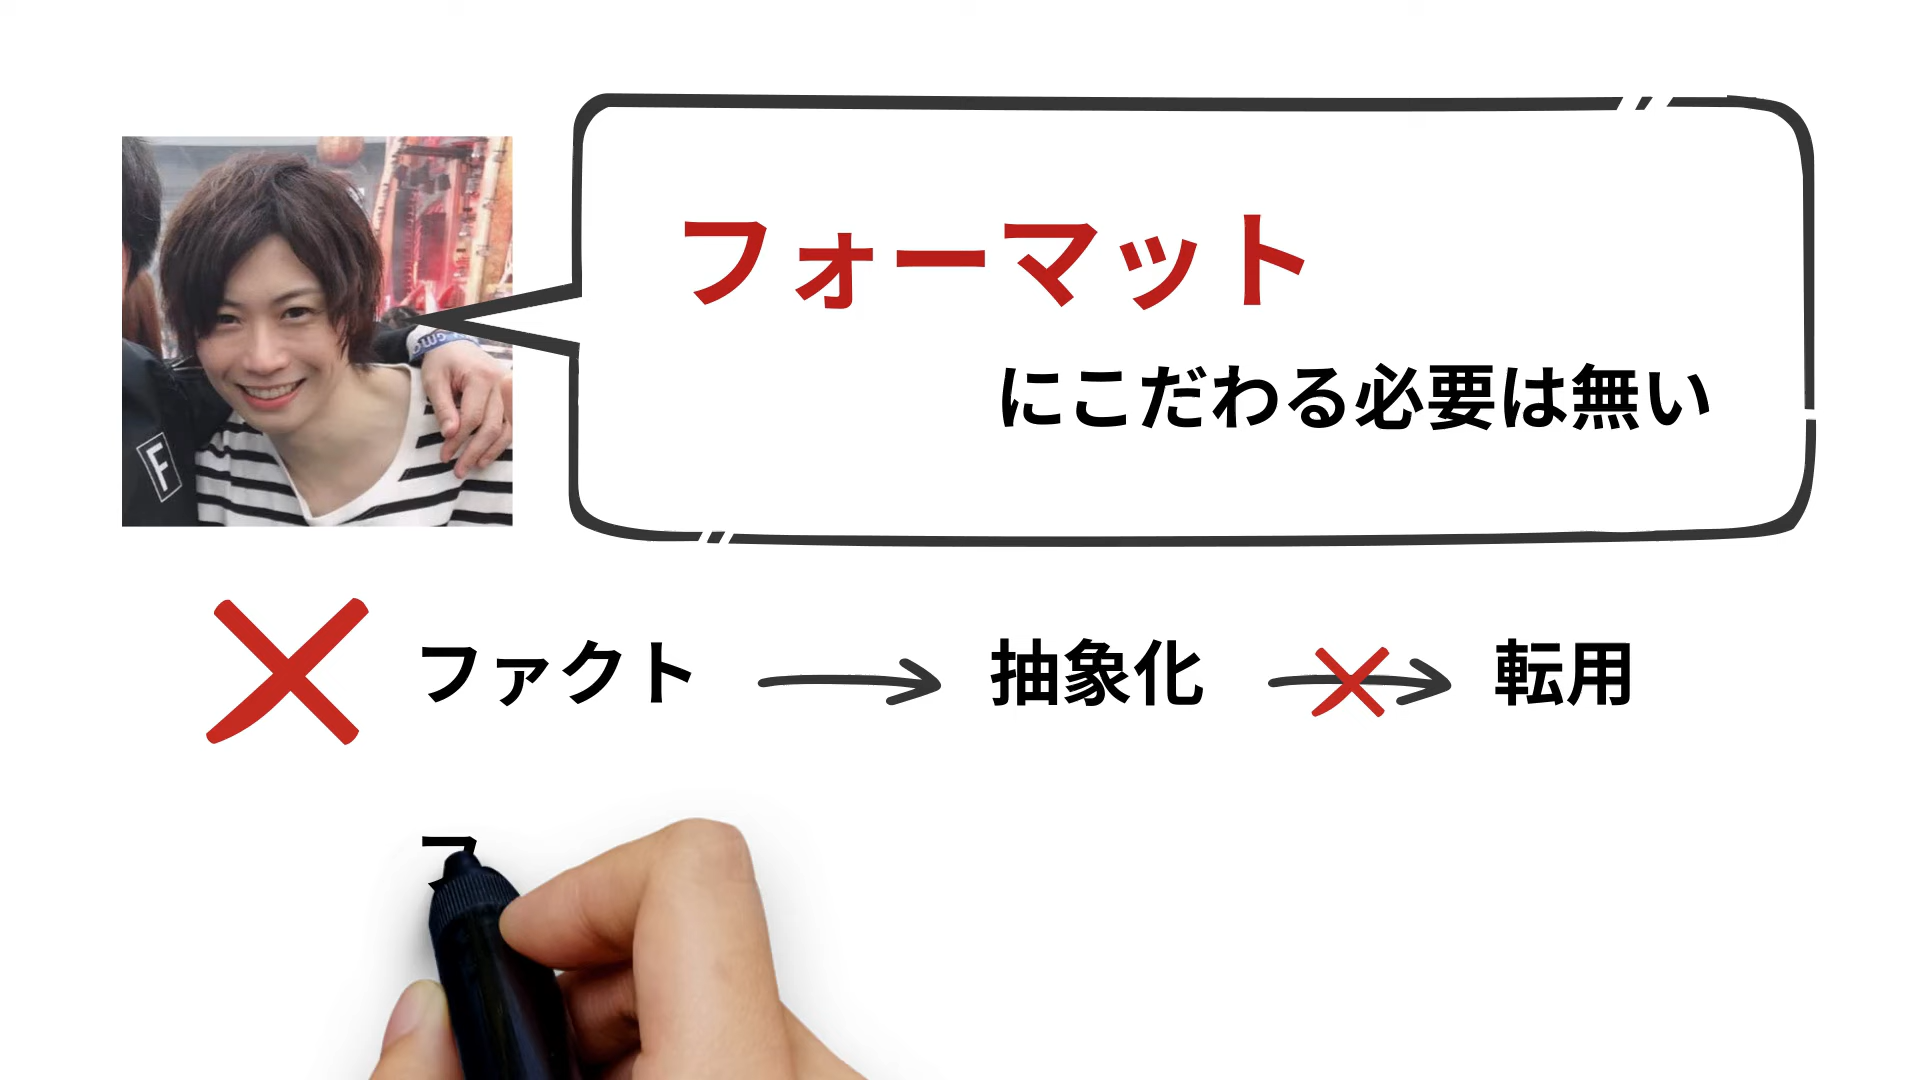 フォーマット
にこだわる必要は無い
ファクト → 抽象化 → 転用
フ
F